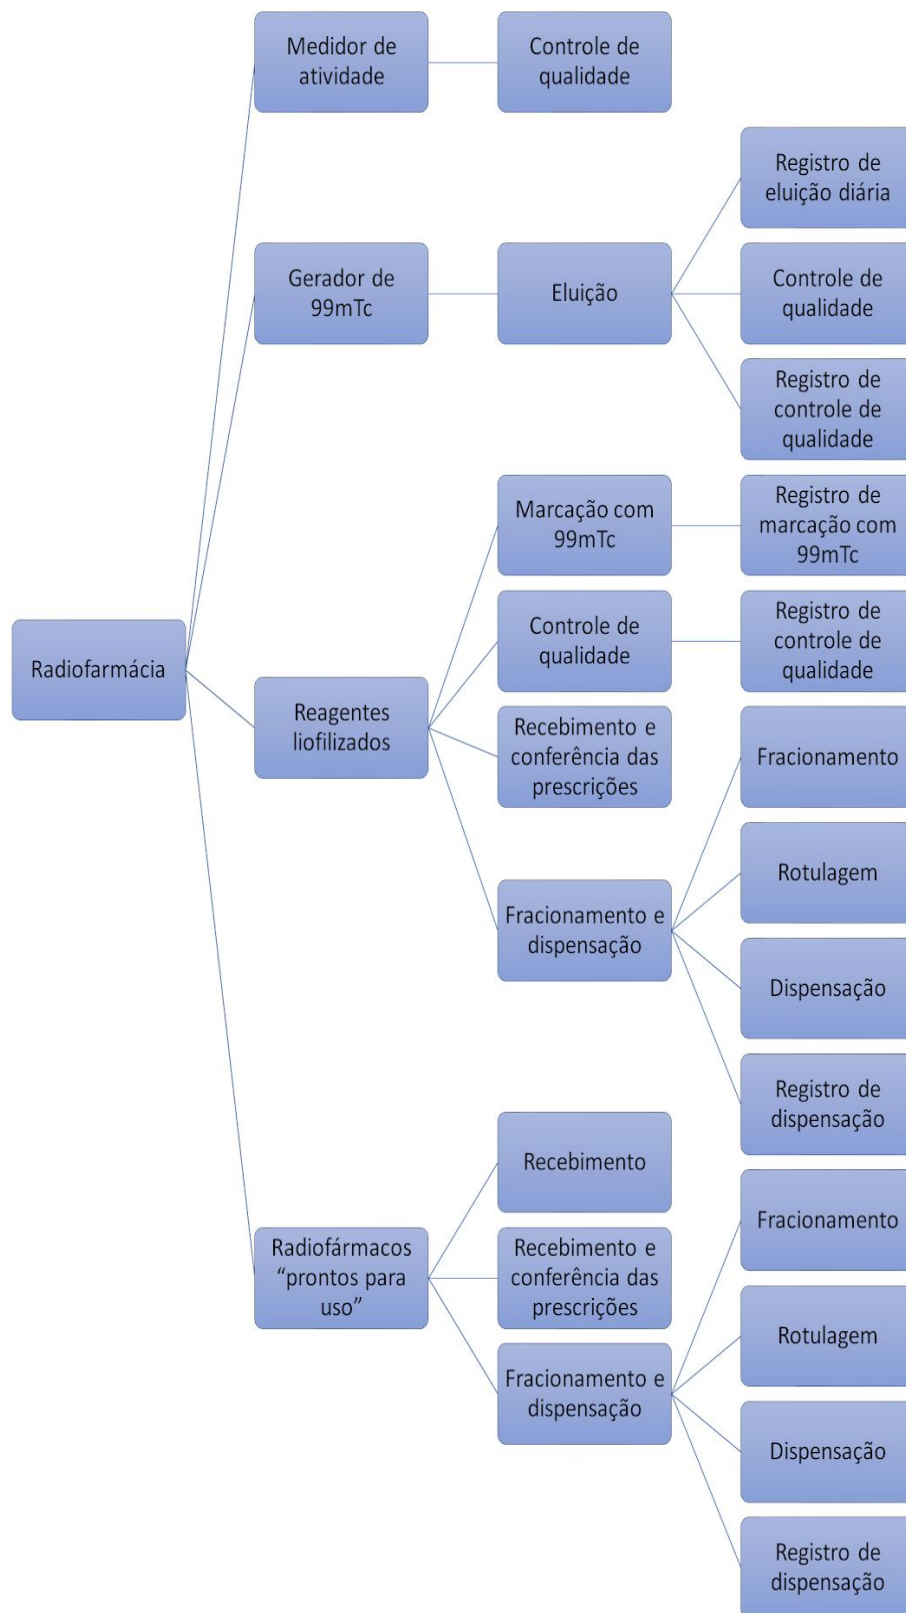 Medidor de
atividade
Controle de
qualidade
Registro de
eluição diária
Gerador de
99mTc
Eluição
Controle de
qualidade
Registro de
controle de
qualidade
Marcação com
99mTc
Registro de
marcação com
99mTc
Radiofarmácia
Controle de
qualidade
Registro de
controle de
qualidade
Reagentes
liofilizados
Recebimento e
conferência das
prescrições
Fracionamento
Rotulagem
Fracionamento e
dispensação
Dispensação
Registro de
dispensação
Recebimento
Fracionamento
Radiofármacos
“prontos para
uso”
Recebimento e
conferência das
prescrições
Rotulagem
Fracionamento e
dispensação
Dispensação
Registro de
dispensação